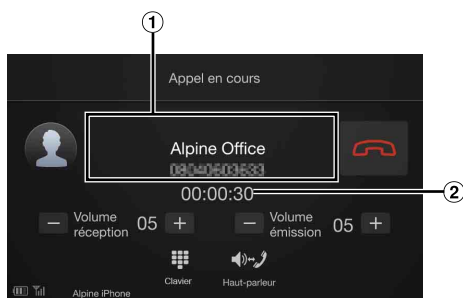 1
Appel en cours
Alpine Office
08040603633
00:00:30
2
Volume réception 05
Volume émission 05
Clavier
Haut-parleur
Alpine iPhone